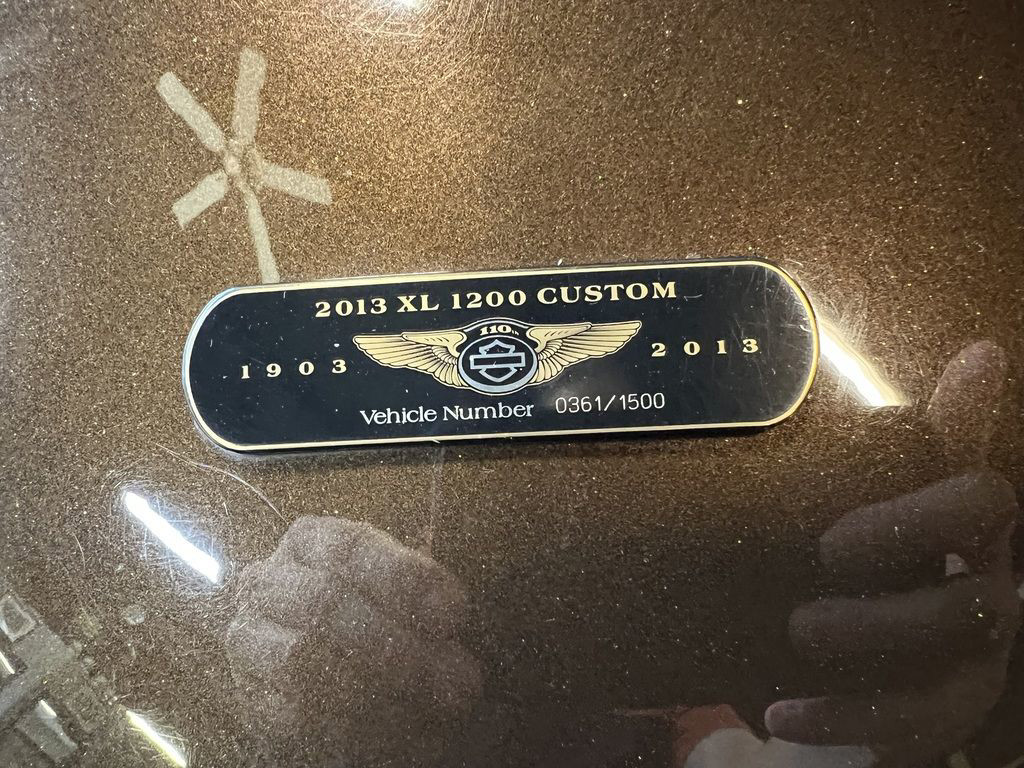 2013 XL 1200 CUSTOM
110th
1903
2013
Vehicle Number 0361/1500